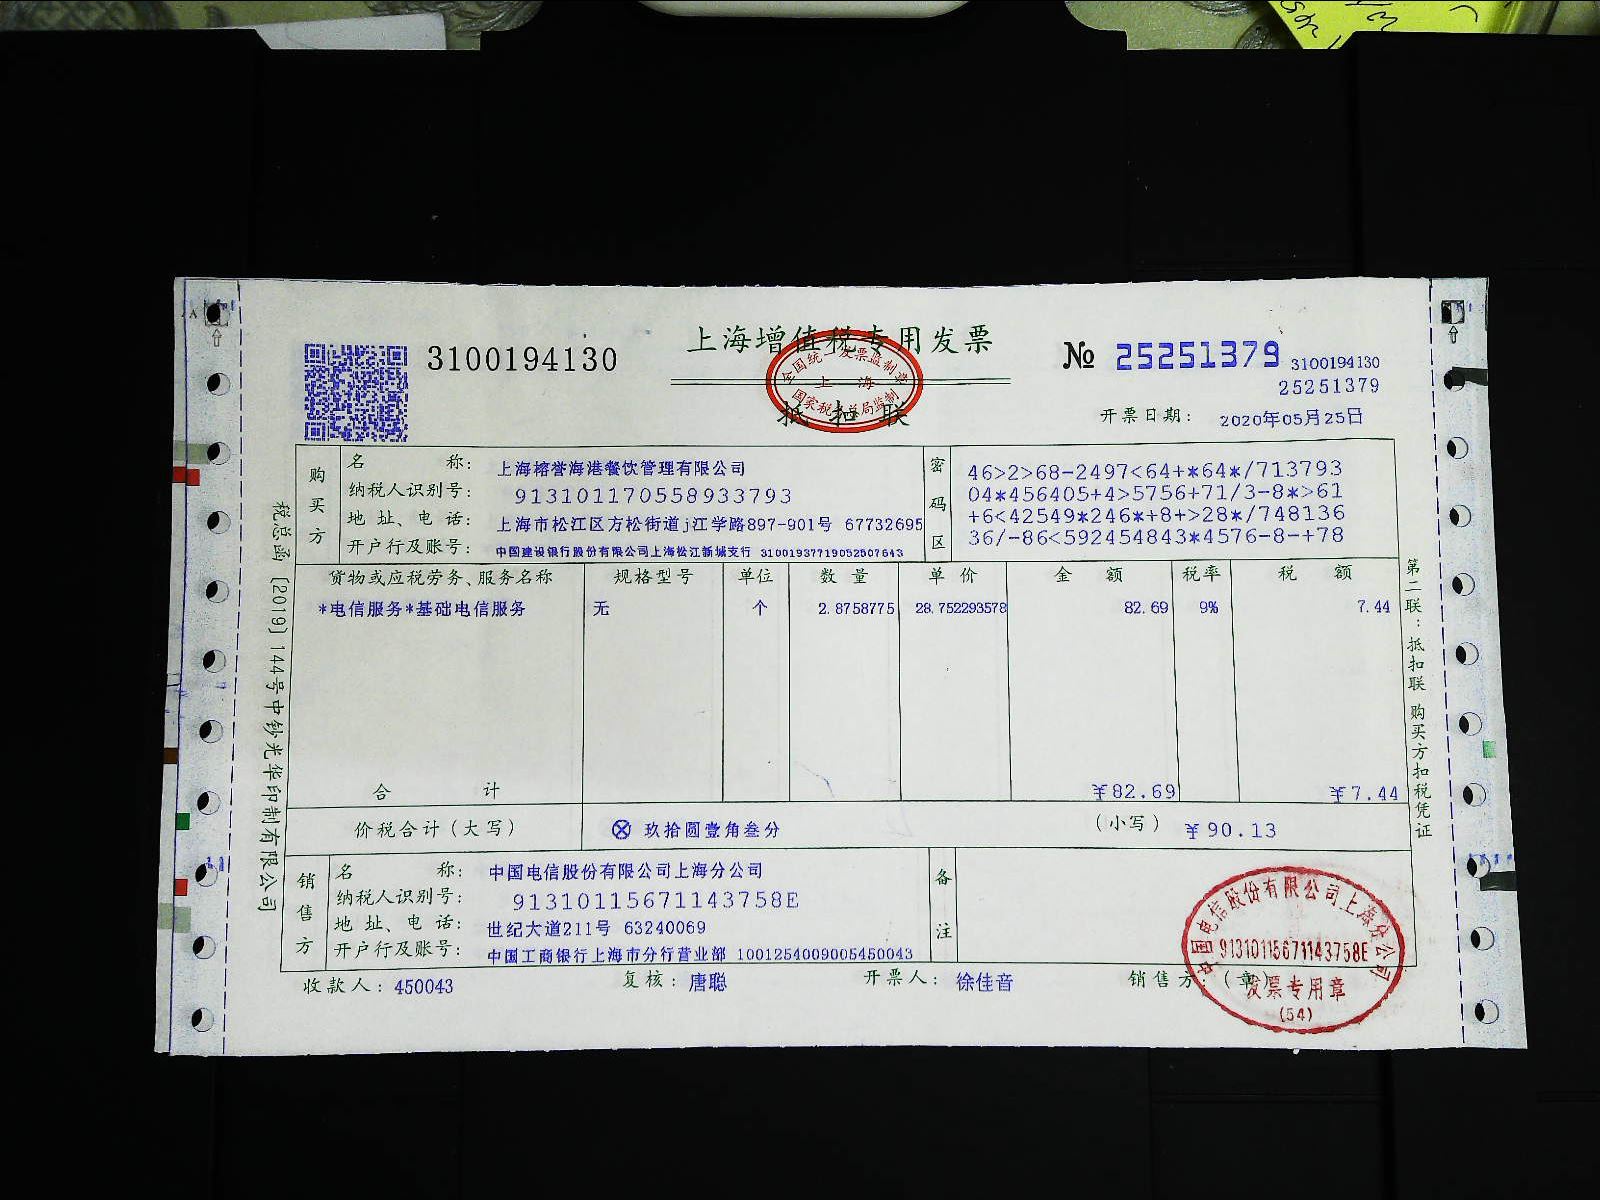 上海增值税专用发票
抵扣联
3100194130
№ 25251379
3100194130
25251379
开票日期： 2020年05月25日
全国统一发票监制章
上海
国家税务总局监制
购买方
名称： 上海榕誉海港餐饮管理有限公司
纳税人识别号： 913101170558933793
地址、电话： 上海市松江区方松街道j江学路897-901号 67732695
开户行及账号： 中国建设银行股份有限公司上海松江新城支行 31001937719052507643
密码区
46>2>68-2497<64+*64*/713793
04*456405+4>5756+71/3-8*>61
+6<42549*246*+8+>28*/748136
36/-86<592454843*4576-8-+78
货物或应税劳务、服务名称 规格型号 单位 数量 单价 金额 税率 税额
*电信服务*基础电信服务 无 个 2.8758775 28.752293578 82.69 9% 7.44
合计 ￥82.69 ￥7.44
价税合计（大写） ⊗ 玖拾圆壹角叁分 （小写） ￥90.13
销售方
名称： 中国电信股份有限公司上海分公司
纳税人识别号： 91310115671143758E
地址、电话： 世纪大道211号 63240069
开户行及账号： 中国工商银行上海市分行营业部 1001254009005450043
备注
收款人： 450043 复核： 唐聪 开票人： 徐佳音 销售方：（章）
中国电信股份有限公司上海分公司
91310115671143758E
发票专用章
(54)
税总函［2019］144号中钞光华印制有限公司
第二联：抵扣联 购买方扣税凭证